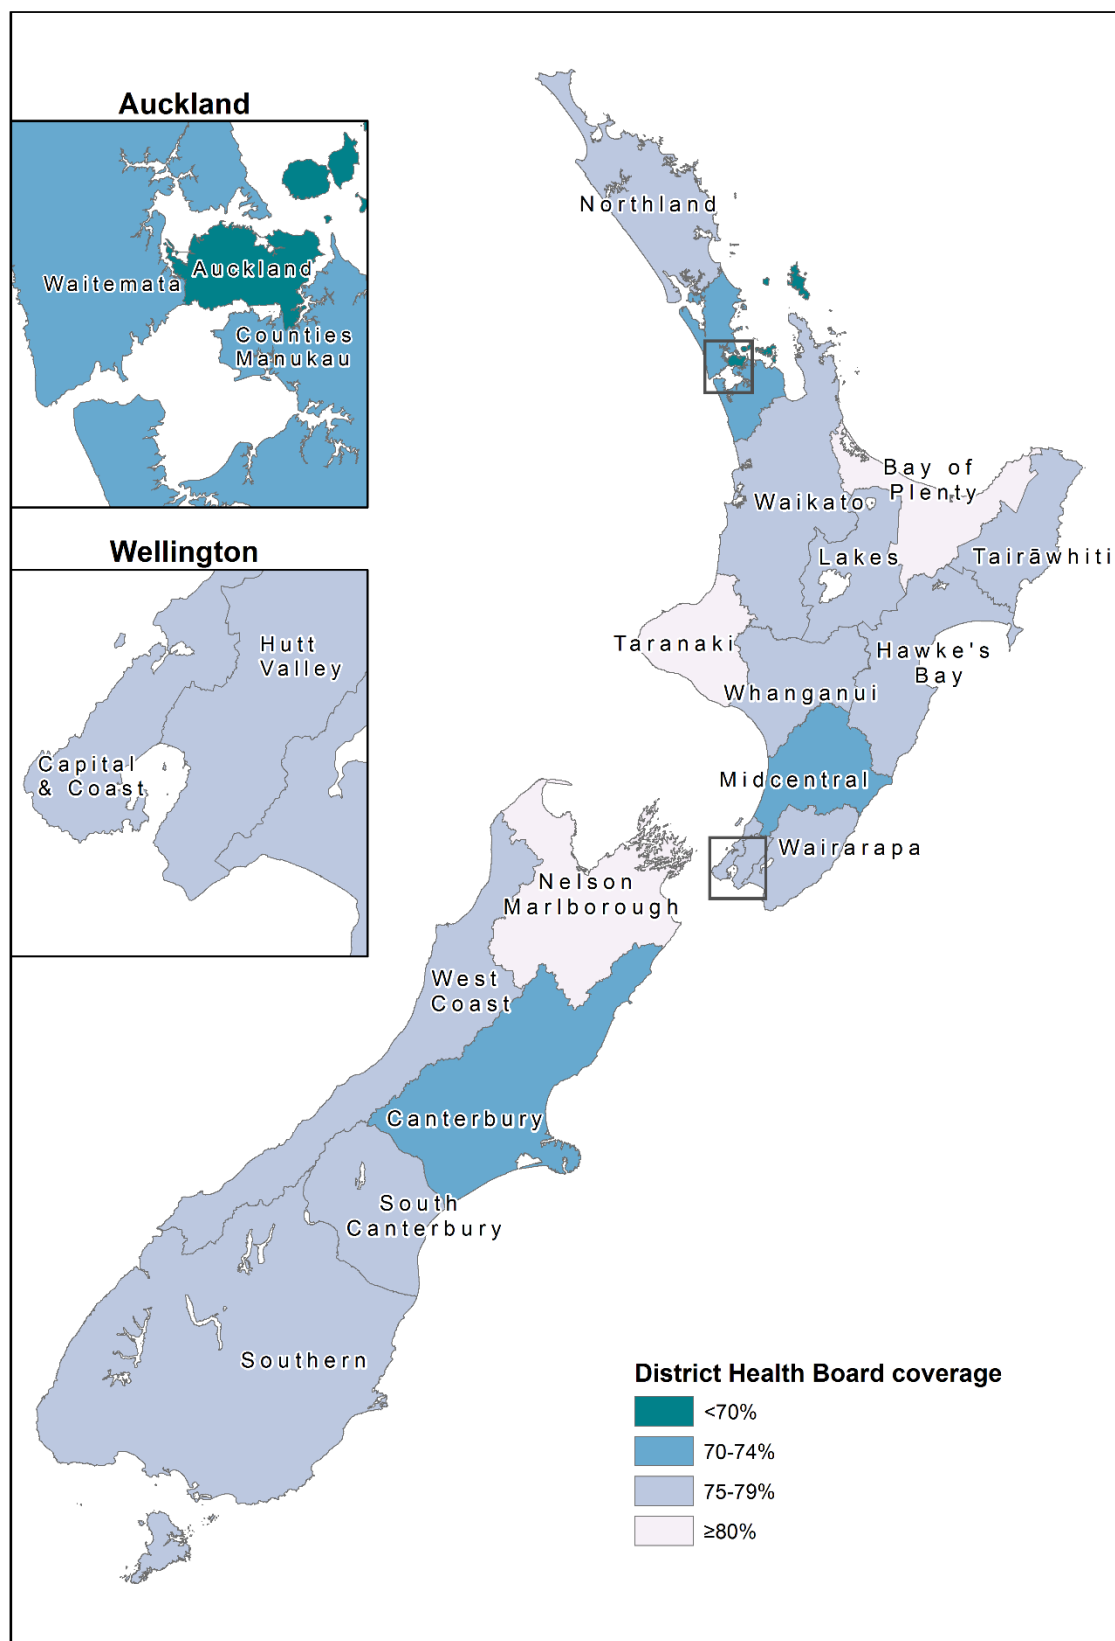 Auckland
Waitemata
Auckland
Counties
Manukau
Wellington
Hutt
Valley
Capital
& Coast
Northland
Bay of
Plenty
Waikato
Lakes
Tairāwhiti
Taranaki
Hawke's
Bay
Whanganui
Midcentral
Wairarapa
Nelson
Marlborough
West
Coast
Canterbury
South
Canterbury
Southern
District Health Board coverage
<70%
70-74%
75-79%
≥80%